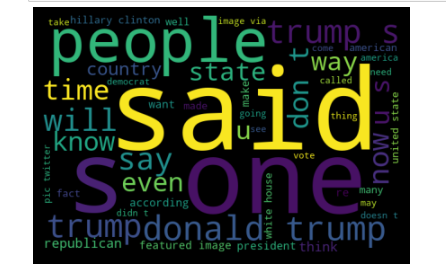 take hillary clinton well image via
people trump s
country state way come american
america
democrat called need
time said
want made make don t
will going thing
know u see now u s united state
say vote
s one
pic twitter even re many
fact according white house may
didn t doesn t
trump donald trump
republican featured image president think